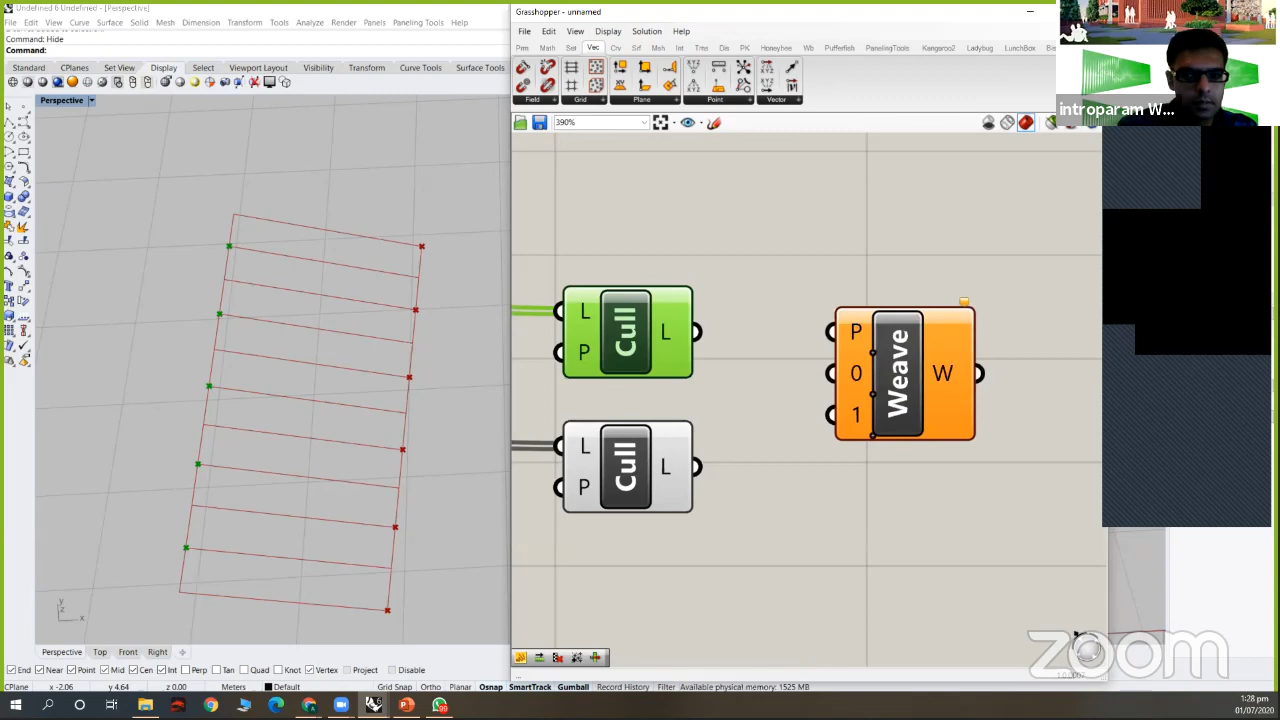 Undefined 6 Undefined - [Perspective]
File Edit View Curve Surface Solid Mesh Dimension Transform Tools Analyze Render Panels Paneling Tools Help
Command: Hide
Command:
Standard CPlanes Set View Display Select Viewport Layout Visibility Transform Curve Tools Surface Tools
Perspective
y
z x
Perspective Top Front Right
End Near Point Mid Cen Int Perp Tan Quad Knot Vertex Project Disable
CPlane x -2.06 y 4.64 z 0.00 Meters Default Grid Snap Ortho Planar Osnap SmartTrack Gumball Record History Filter Available physical memory: 1525 MB
Grasshopper - unnamed
File Edit View Display Solution Help
Prm Math Set Vec Crv Srf Msh Int Trns Dis PK Honeybee Wb Pufferfish PanelingTools Kangaroo2 Ladybug LunchBox
Field Grid Plane Point Vector
390%
L Cull L
P
L Cull L
P
P
0 Weave W
1
...
1.0.0007
introparam W...
zoom
1:28 pm
01/07/2020